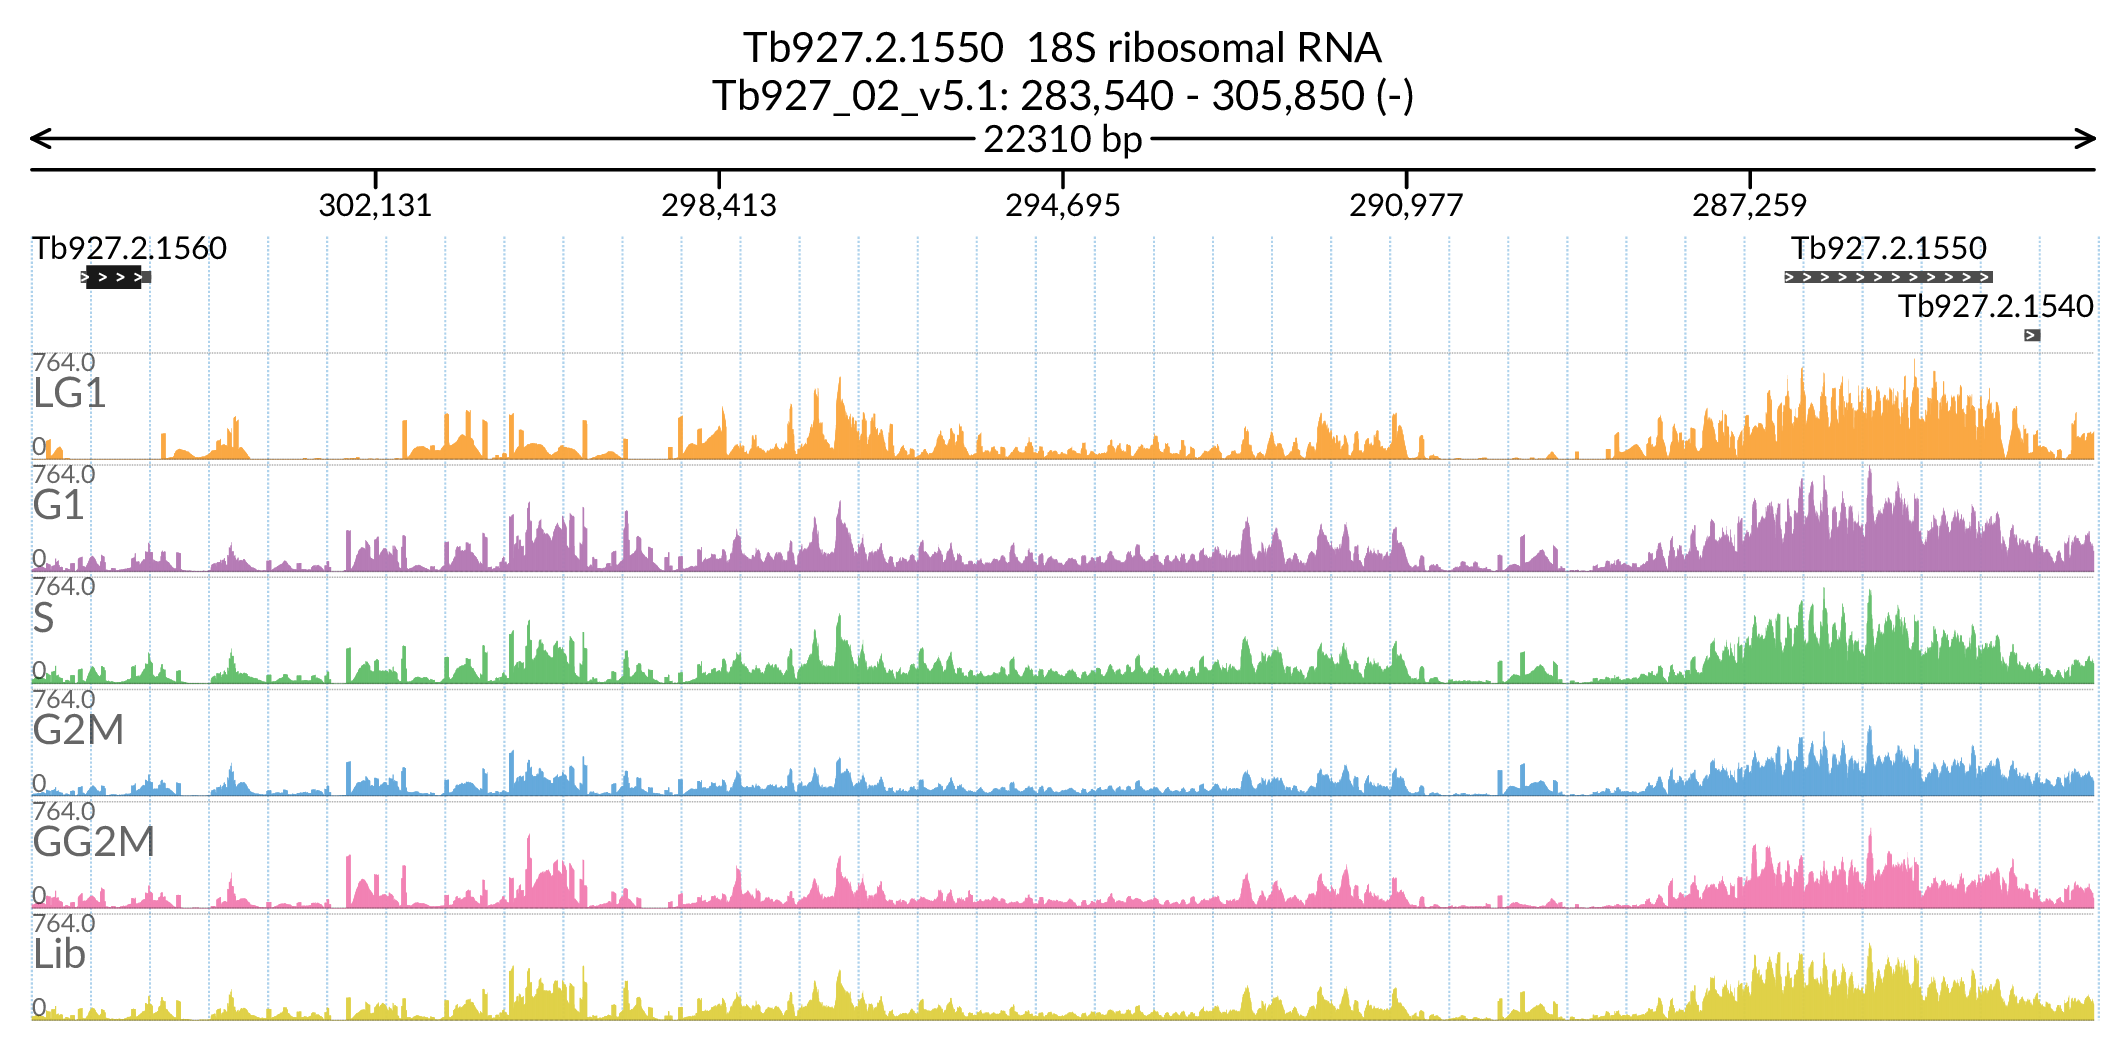 Tb927.2.1550 18S ribosomal RNA
Tb927_02_v5.1: 283,540 - 305,850 (-)
22310 bp
302,131 298,413 294,695 290,977 287,259
Tb927.2.1560 Tb927.2.1550
> > > > > > > > > > > > > > > >
Tb927.2.1540
>
764.0
LG1
0
764.0
G1
0
764.0
S
0
764.0
G2M
0
764.0
GG2M
0
764.0
Lib
0